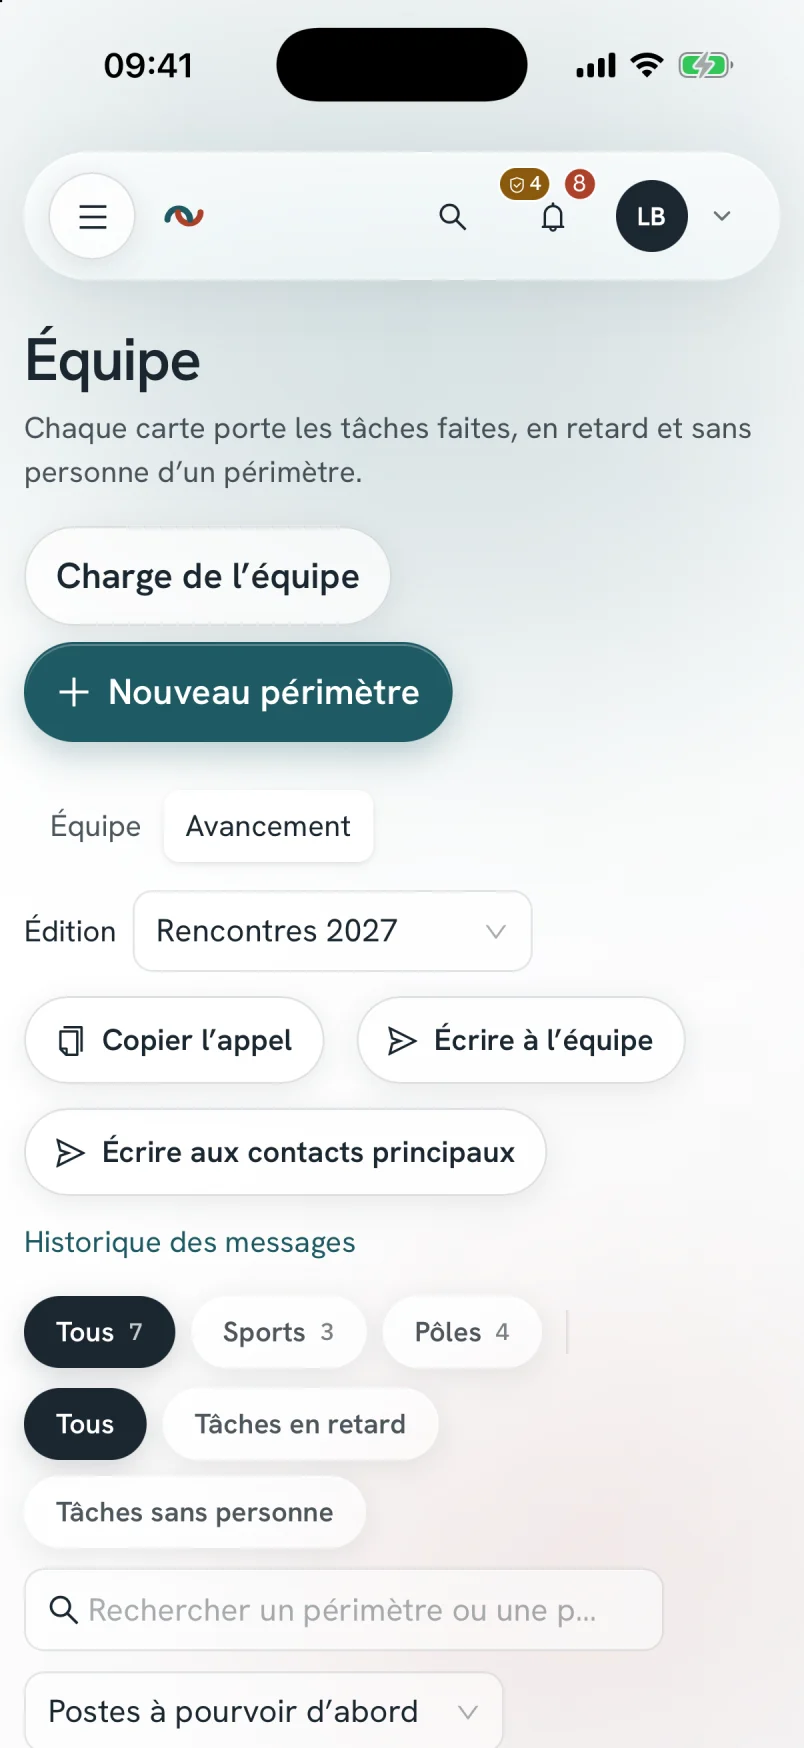 09:41
4
8
LB
Équipe
Chaque carte porte les tâches faites, en retard et sans
personne d’un périmètre.
Charge de l’équipe
Nouveau périmètre
Équipe
Avancement
Édition
Rencontres 2027
Copier l’appel
Écrire à l’équipe
Écrire aux contacts principaux
Historique des messages
Tous 7
Sports 3
Pôles 4
Tous
Tâches en retard
Tâches sans personne
Rechercher un périmètre ou une p...
Postes à pourvoir d’abord